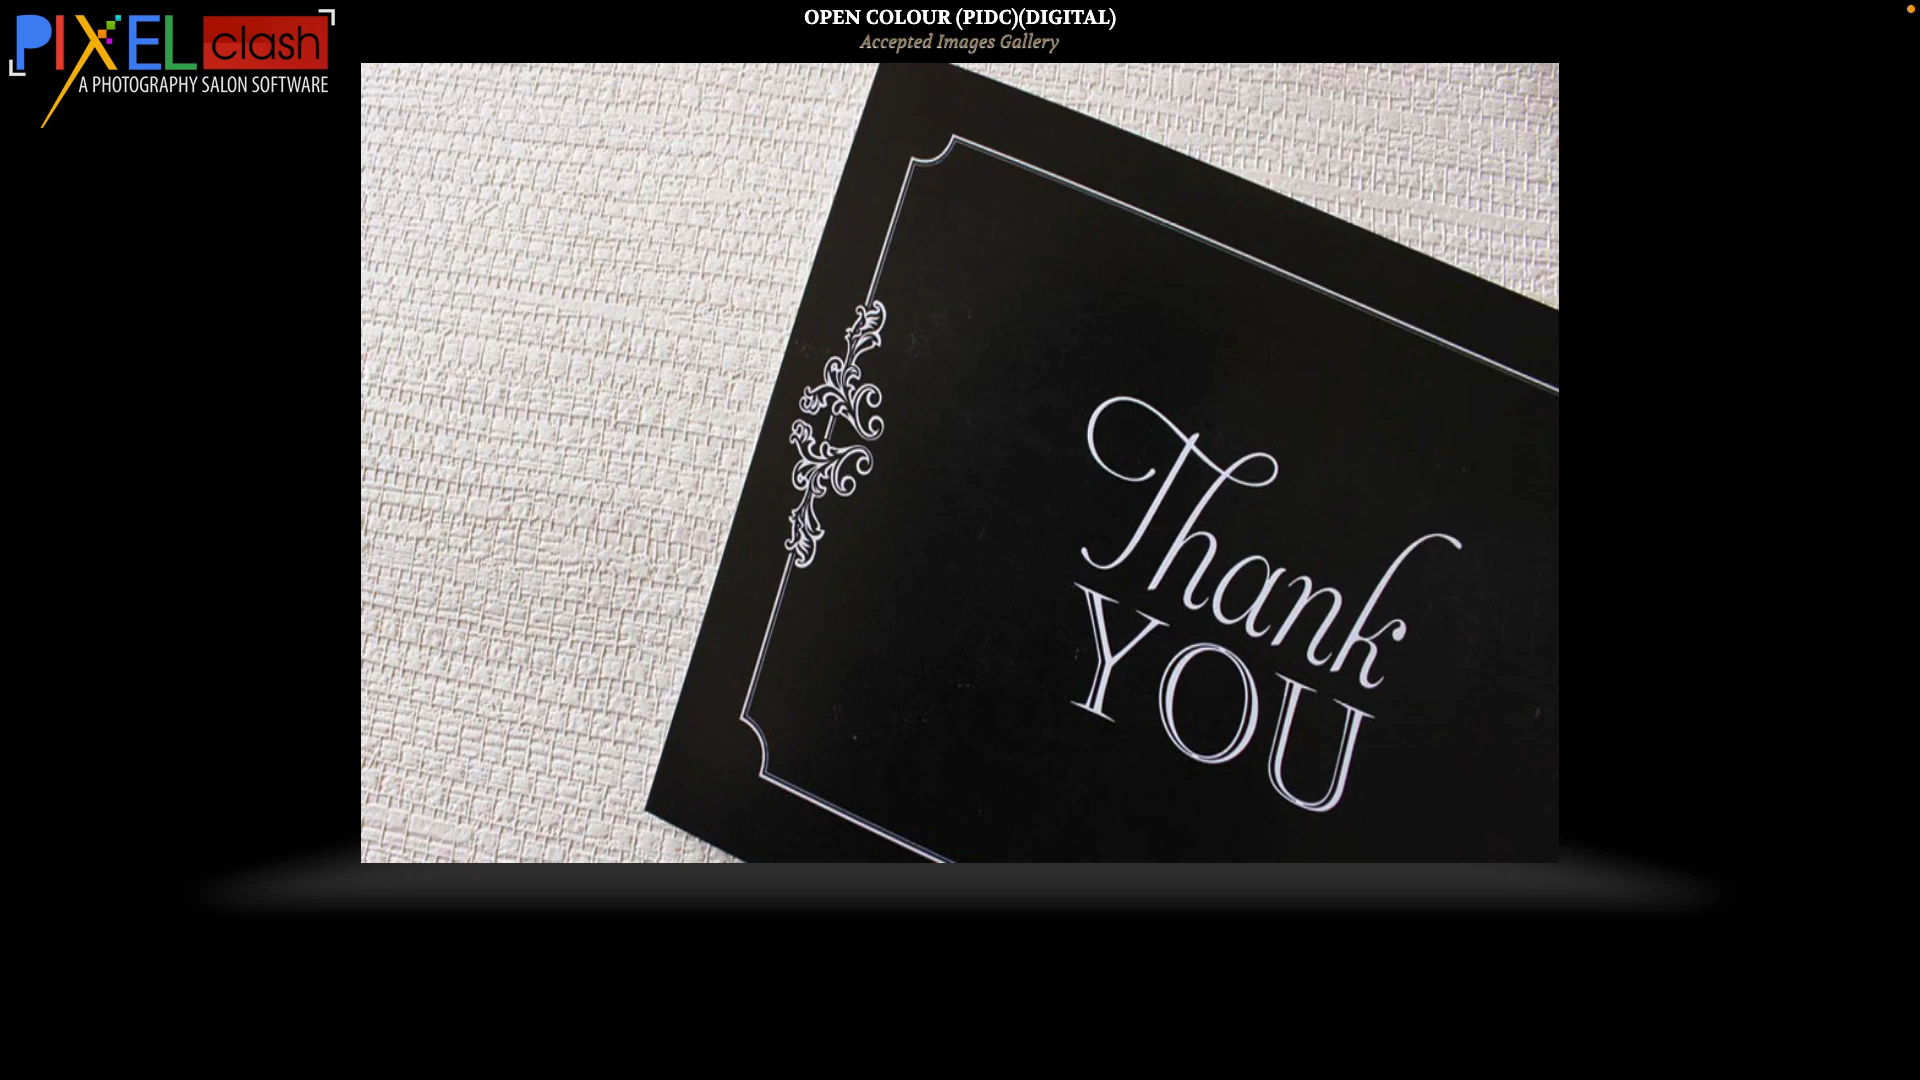 PIXEL clash
A PHOTOGRAPHY SALON SOFTWARE
OPEN COLOUR (PIDC)(DIGITAL)
Accepted Images Gallery
Thank
YOU